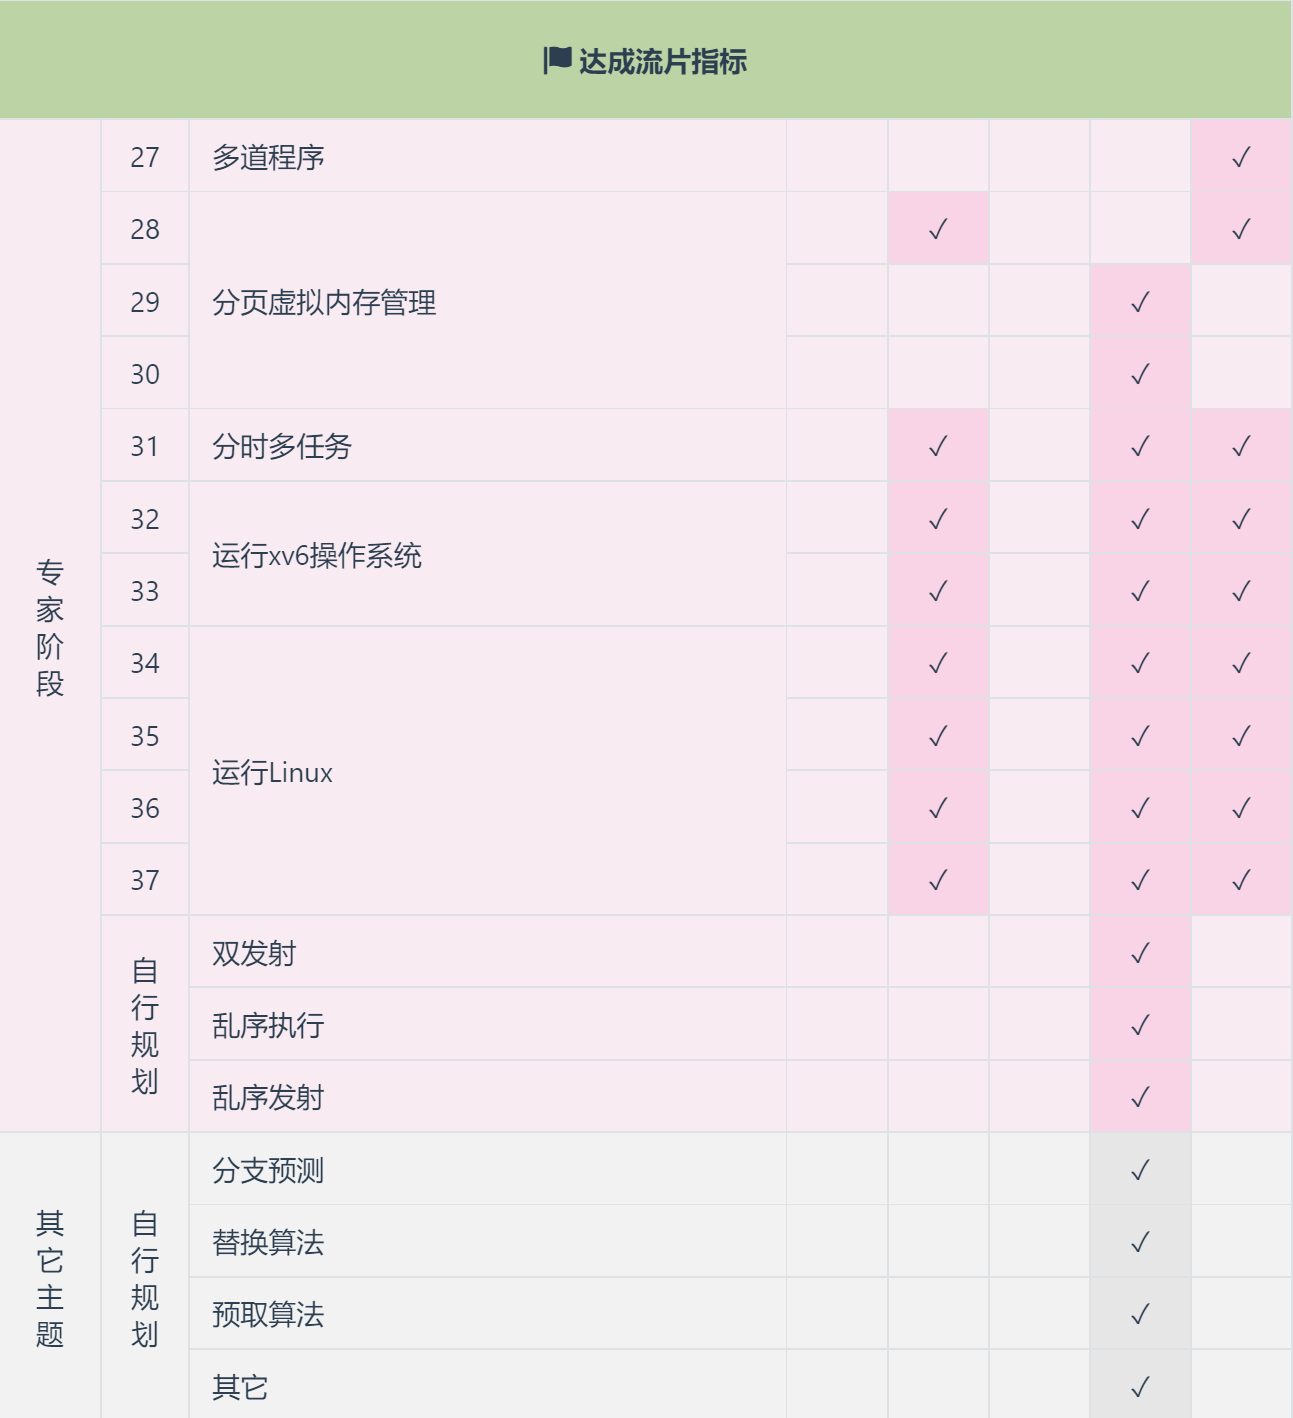 达成流片指标
27 多道程序 ✓
28 ✓ ✓
分页虚拟内存管理
29 ✓
30 ✓
31 分时多任务 ✓ ✓ ✓
32 ✓ ✓ ✓
运行xv6操作系统
33 ✓ ✓ ✓
专家阶段
34 ✓ ✓ ✓
35 ✓ ✓ ✓
运行Linux
36 ✓ ✓ ✓
37 ✓ ✓ ✓
自行规划
双发射 ✓
乱序执行 ✓
乱序发射 ✓
其它主题
自行规划
分支预测 ✓
替换算法 ✓
预取算法 ✓
其它 ✓